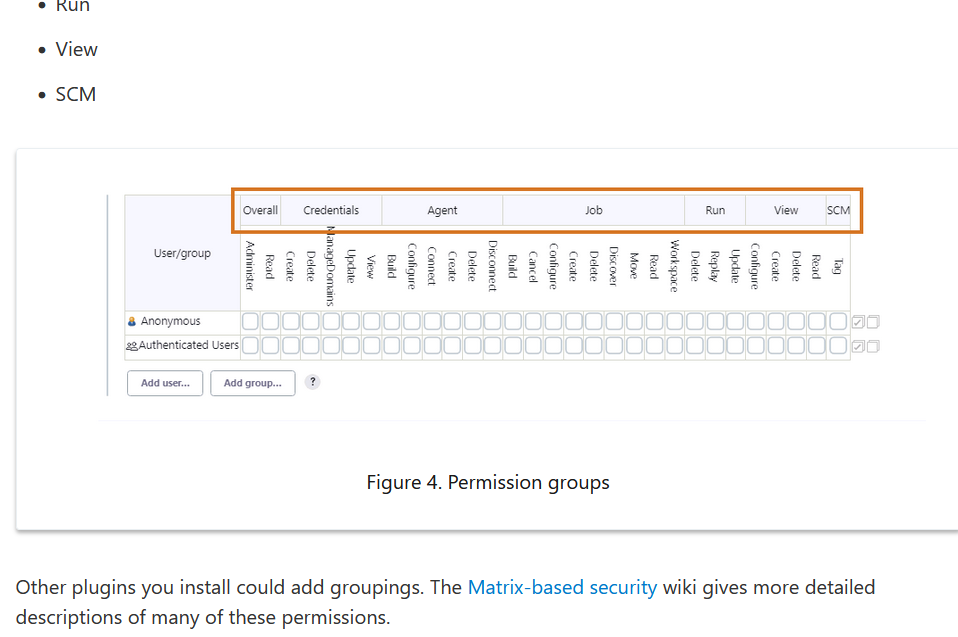 Run
View
SCM
User/group
Overall
Credentials
Agent
Job
Run
View
SCM
Administer
Read
Create
Delete
ManageDomains
Update
View
Build
Configure
Connect
Create
Delete
Disconnect
Build
Cancel
Configure
Create
Delete
Discover
Move
Read
Workspace
Delete
Replay
Update
Configure
Create
Delete
Read
Tag
Anonymous
Authenticated Users
Add user...
Add group...
?
Figure 4. Permission groups
Other plugins you install could add groupings. The Matrix-based security wiki gives more detailed
descriptions of many of these permissions.